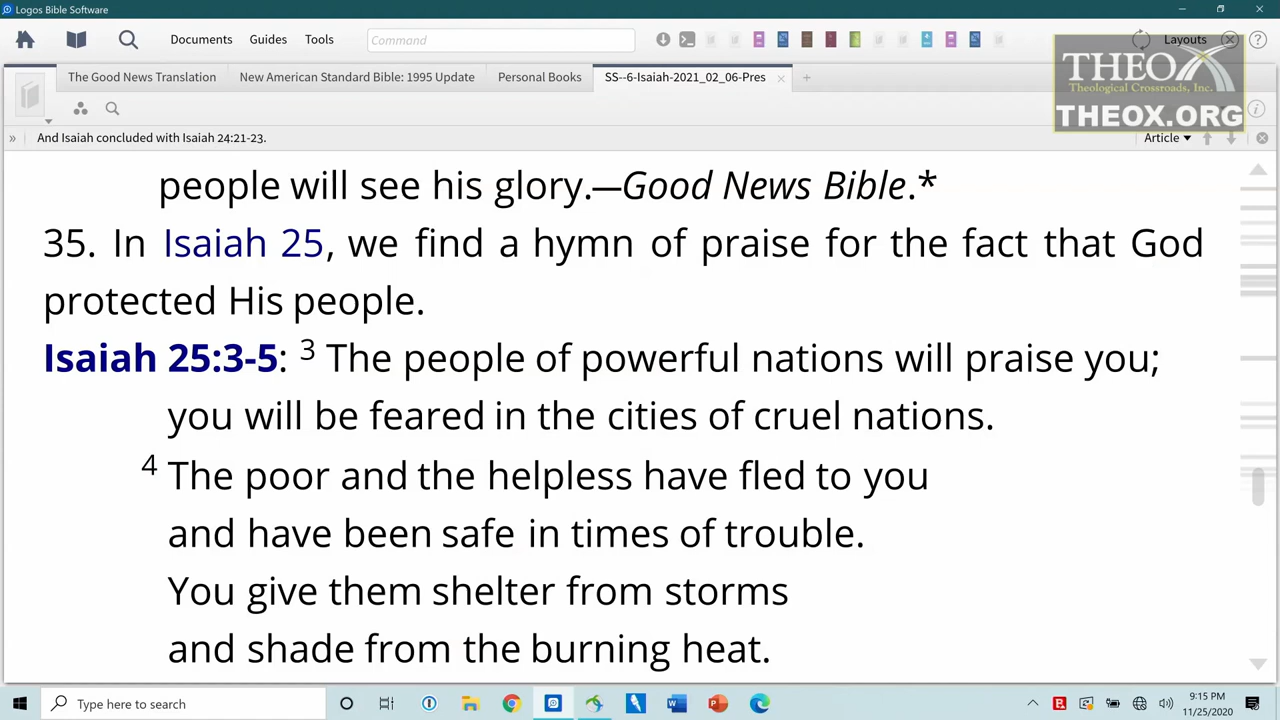 Logos Bible Software
Documents Guides Tools Command Layouts
THEOX
Theological Crossroads, Inc.
THEOX.ORG
The Good News Translation New American Standard Bible: 1995 Update Personal Books SS--6-Isaiah-2021_02_06-Pres
And Isaiah concluded with Isaiah 24:21-23. Article
people will see his glory.—Good News Bible.*
35. In Isaiah 25, we find a hymn of praise for the fact that God
protected His people.
Isaiah 25:3-5: 3 The people of powerful nations will praise you;
you will be feared in the cities of cruel nations.
4 The poor and the helpless have fled to you
and have been safe in times of trouble.
You give them shelter from storms
and shade from the burning heat.
Type here to search
9:15 PM
11/25/2020